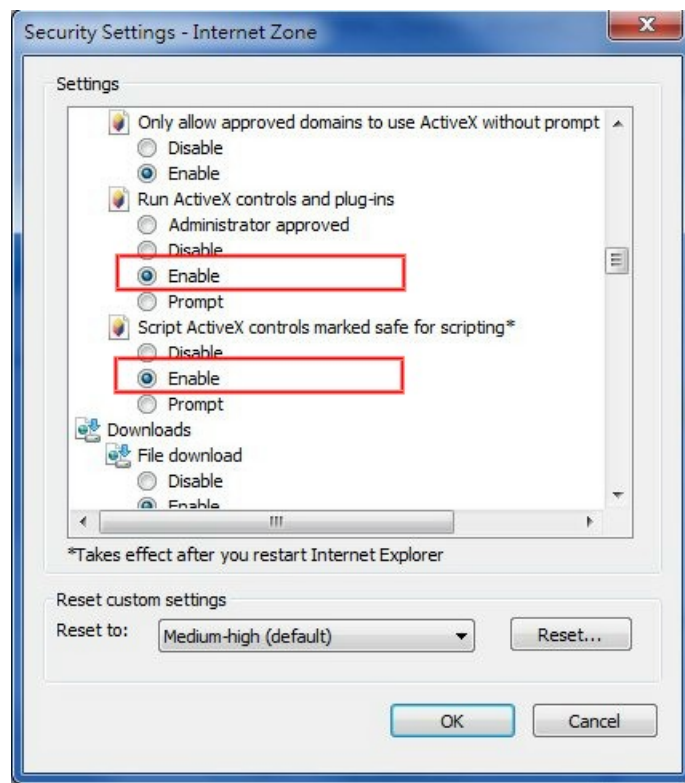 Security Settings - Internet Zone
Settings
Only allow approved domains to use ActiveX without prompt
Disable
Enable
Run ActiveX controls and plug-ins
Administrator approved
Disable
Enable
Prompt
Script ActiveX controls marked safe for scripting*
Disable
Enable
Prompt
Downloads
File download
Disable
Enable
*Takes effect after you restart Internet Explorer
Reset custom settings
Reset to:
Medium-high (default)
Reset...
OK
Cancel